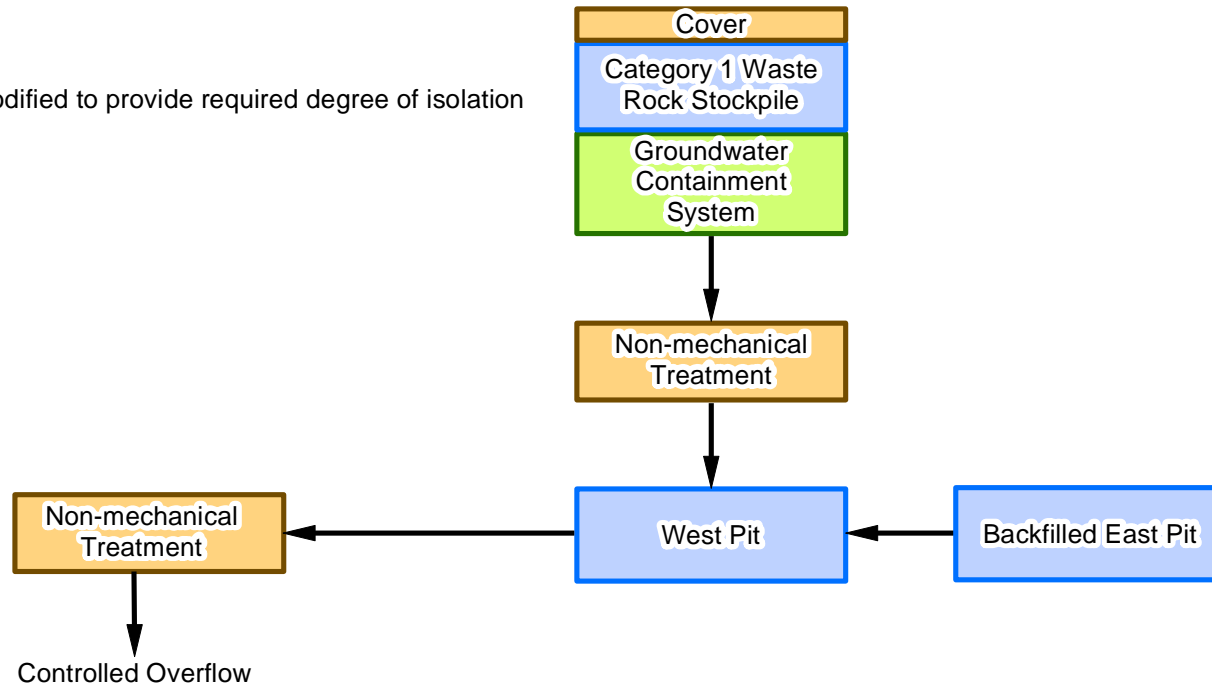 Cover
Category 1 Waste
Rock Stockpile
odified to provide required degree of isolation
Groundwater
Containment
System
Non-mechanical
Treatment
Non-mechanical
Treatment
West Pit
Backfilled East Pit
Controlled Overflow